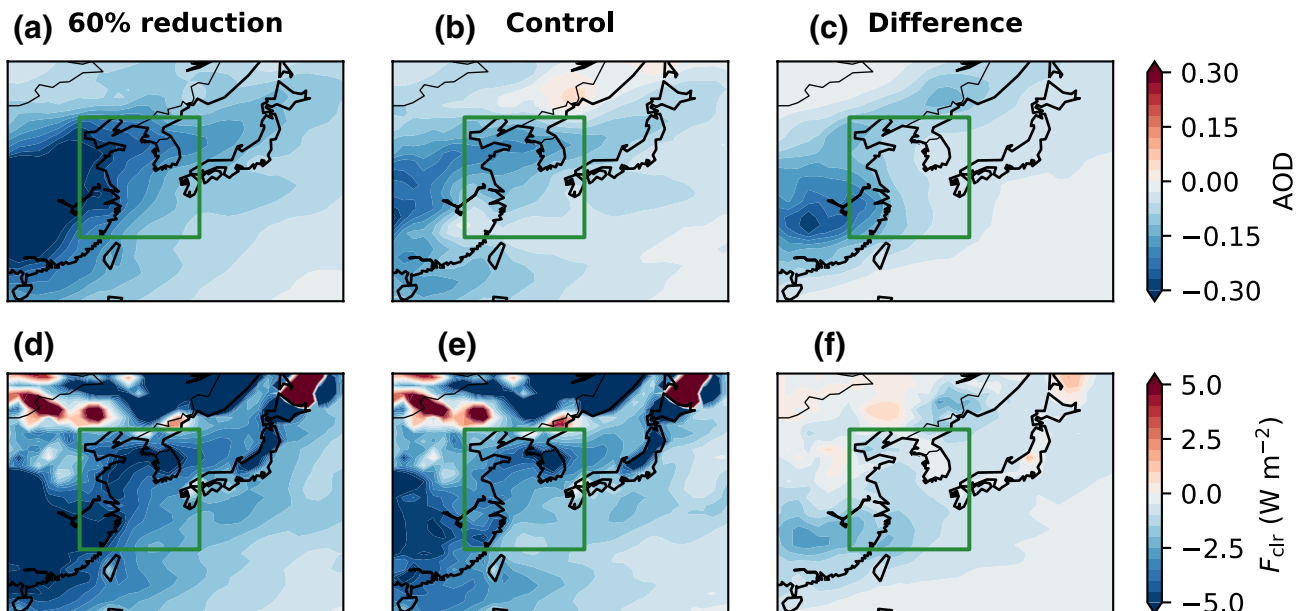 (a) 60% reduction
(b) Control
(c) Difference
0.30
0.15
0.00
−0.15
−0.30
AOD
(d)
(e)
(f)
5.0
2.5
0.0
−2.5
−5.0
Fclr (W m−2)